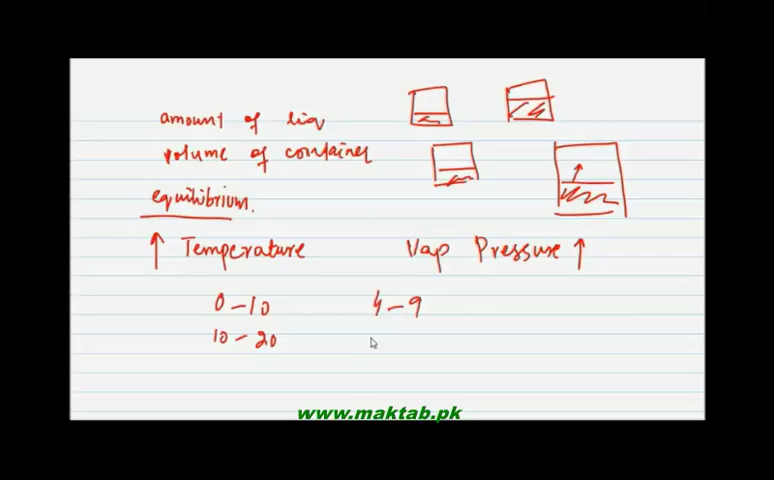 amount of liq
volume of container
equilibrium.
↑ Temperature Vap Pressure ↑
0 – 10 4 – 9
10 – 20
www.maktab.pk